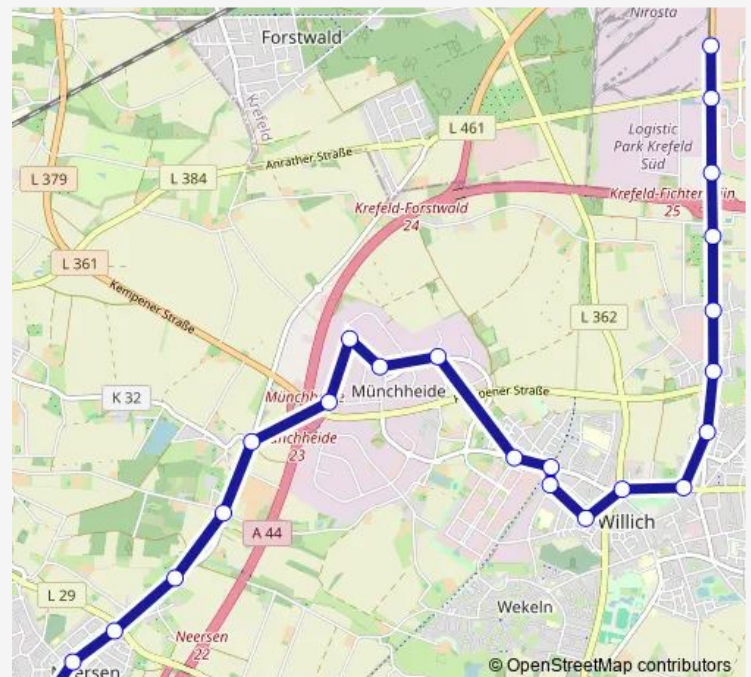 Nirosta
Forstwald
Krefeld
L 461
Logistic
Park Krefeld
Süd
Anrather Straße
L 379
L 384
Krefeld-Forstwald
24
25
L 361
Kempener Straße
L 362
K 32
Münchheide
23
A 44
Willich
L 29
Wekeln
Neersen
22
© OpenStreetMap contributors